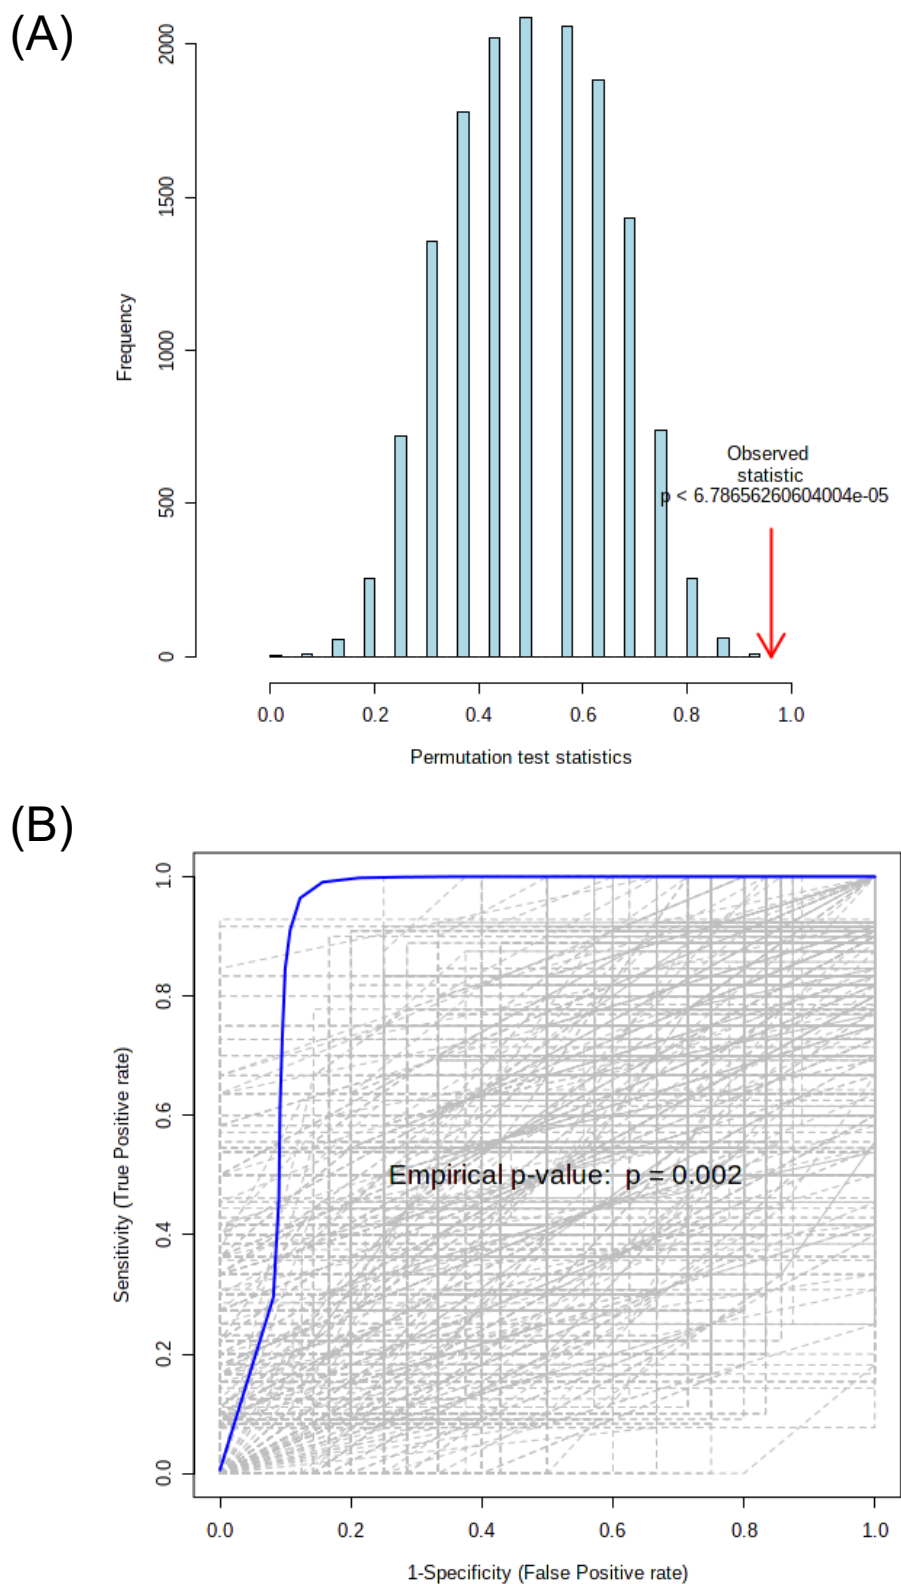 (A)
2000
1500
1000
500
0
Frequency
Observed
statistic
p < 6.78656260604004e-05
0.0 0.2 0.4 0.6 0.8 1.0
Permutation test statistics
(B)
1.0
0.8
0.6
0.4
0.2
0.0
Sensitivity (True Positive rate)
Empirical p-value: p = 0.002
0.0 0.2 0.4 0.6 0.8 1.0
1-Specificity (False Positive rate)